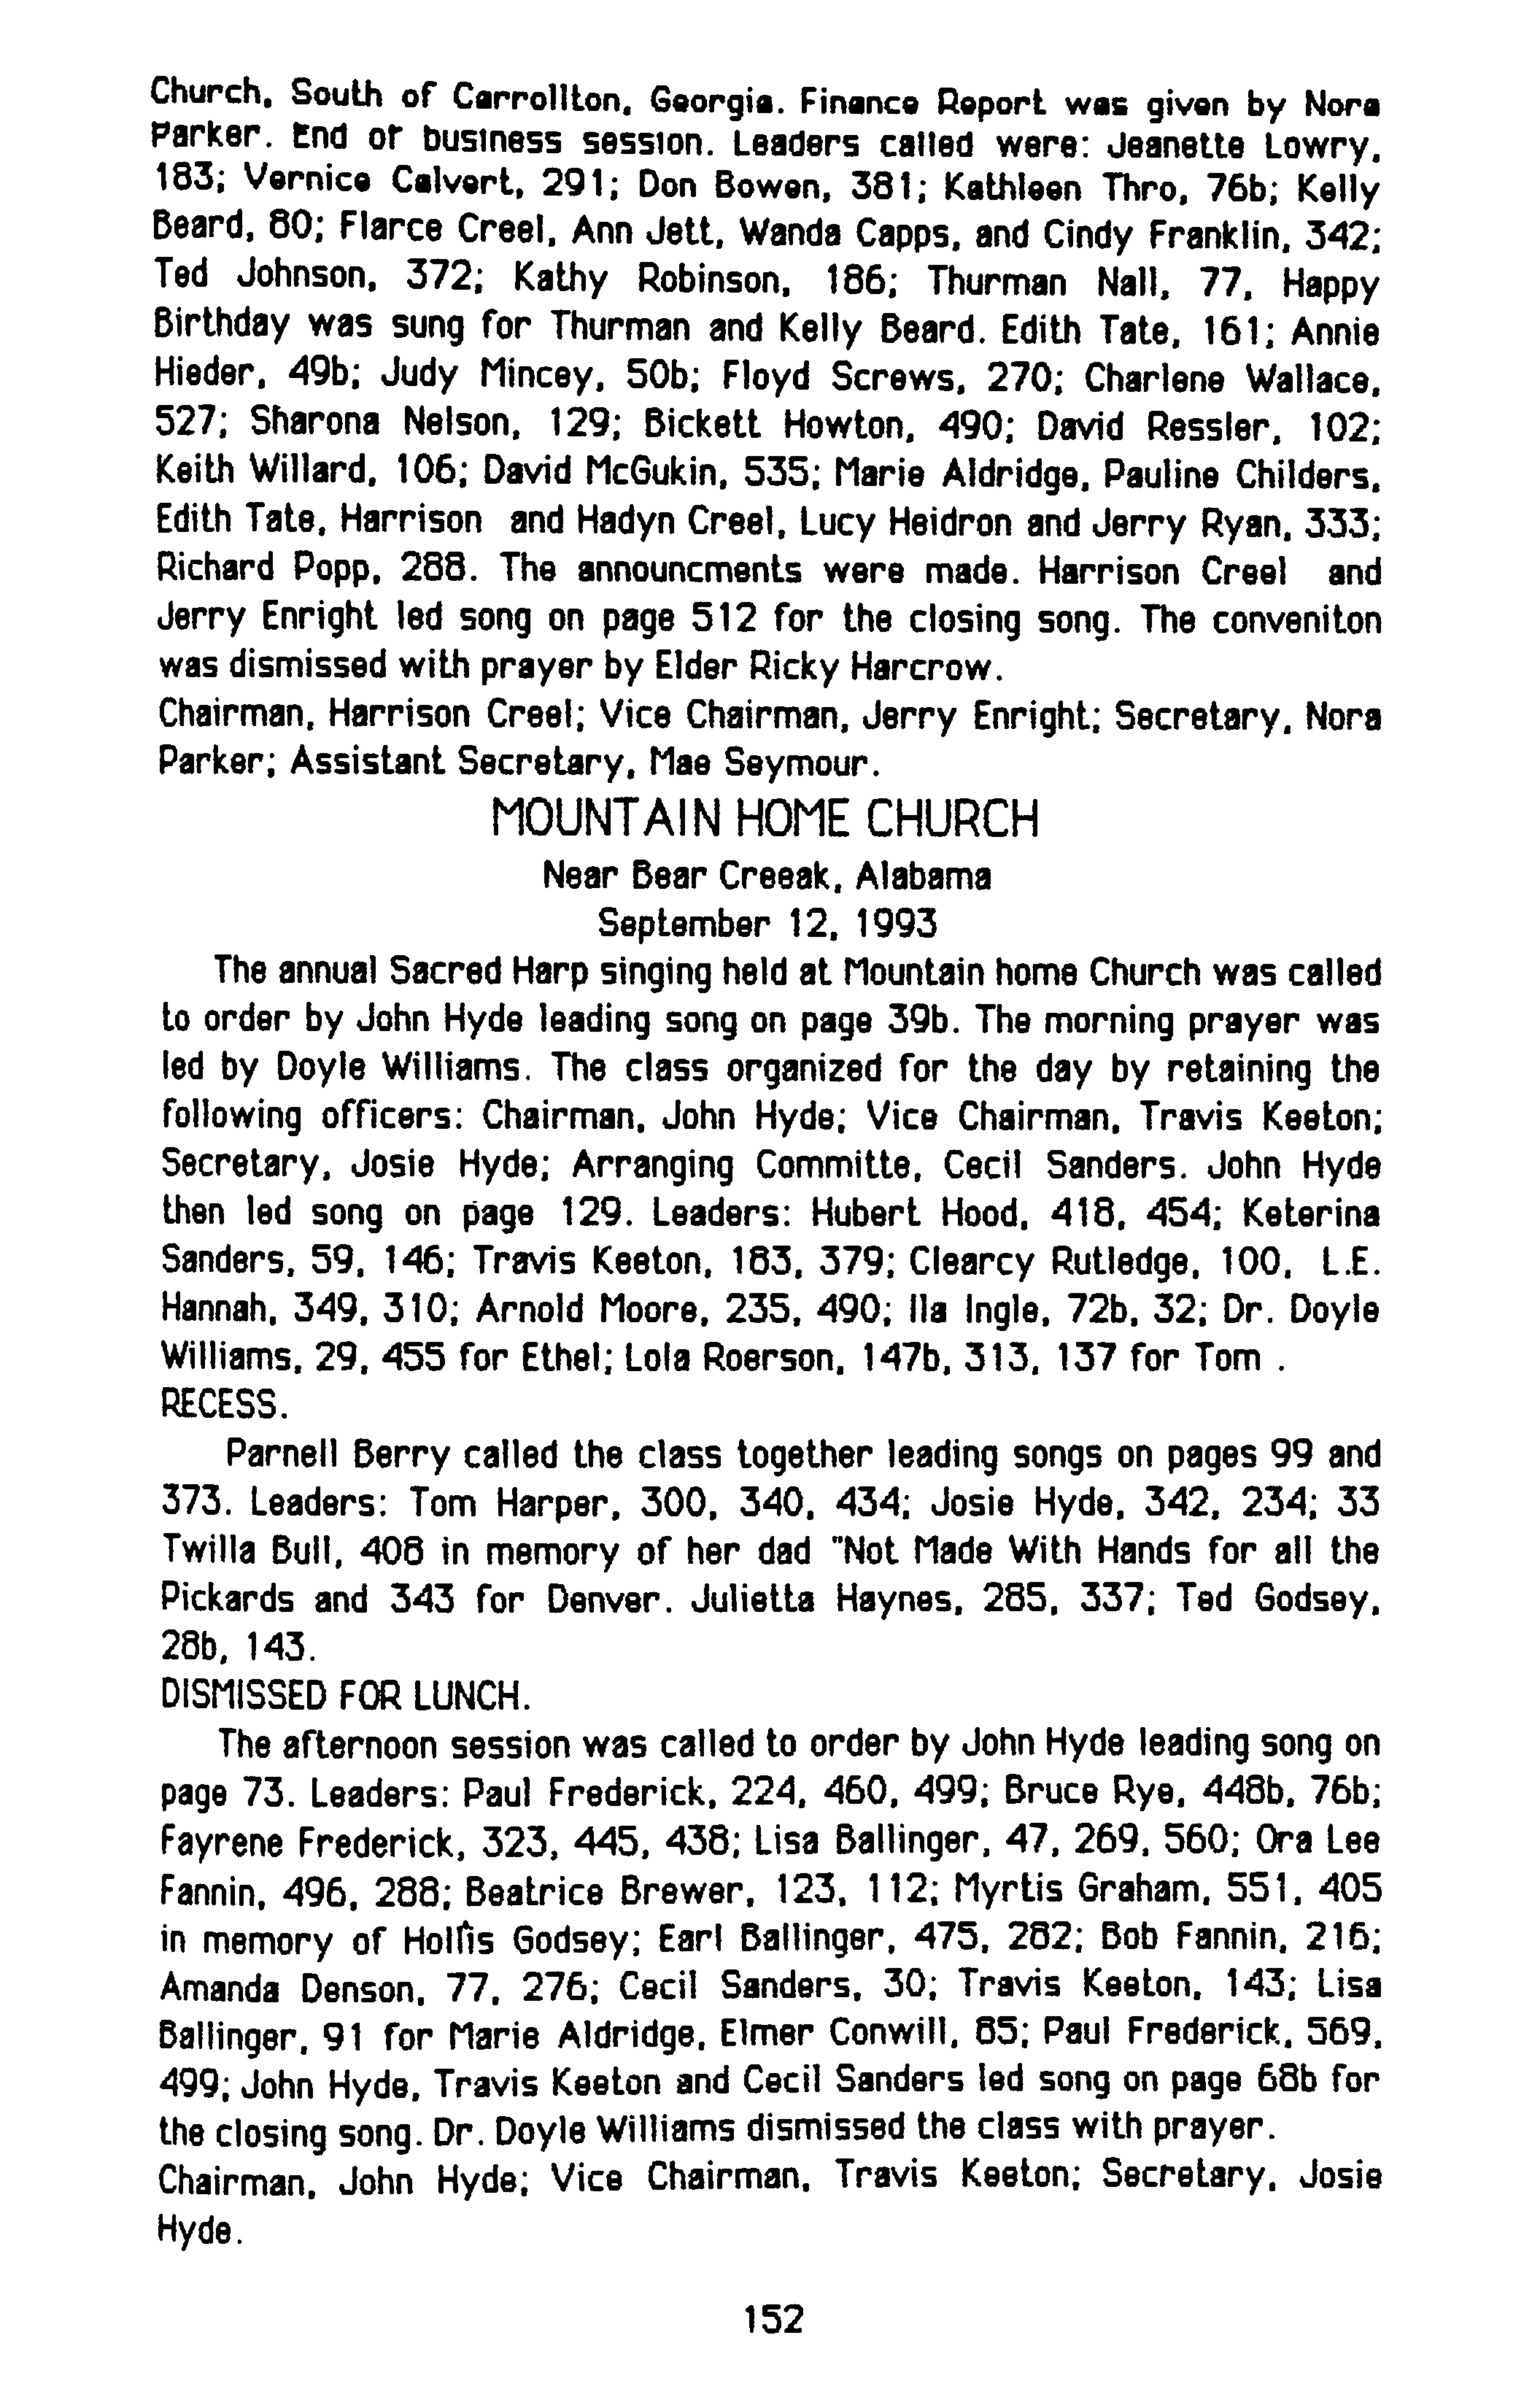 Church, South of Carrollton, Georgia. Finance Report was given by Nora
Parker. End of business session. Leaders called were: Jeanette Lowry,
183; Vernice Calvert, 291; Don Bowen, 381; Kathleen Thro, 76b; Kelly
Beard, 80; Flarce Creel, Ann Jett, Wanda Capps, and Cindy Franklin, 342;
Ted Johnson, 372; Kathy Robinson, 186; Thurman Nall, 77, Happy
Birthday was sung for Thurman and Kelly Beard. Edith Tate, 161; Annie
Hieder, 49b; Judy Mincey, 50b; Floyd Screws, 270; Charlene Wallace,
527; Sharona Nelson, 129; Bickett Howton, 490; David Ressler, 102;
Keith Willard, 106; David McGukin, 535; Marie Aldridge, Pauline Childers,
Edith Tate, Harrison and Hadyn Creel, Lucy Heidron and Jerry Ryan, 333;
Richard Popp, 288. The announcments were made. Harrison Creel and
Jerry Enright led song on page 512 for the closing song. The conveniton
was dismissed with prayer by Elder Ricky Harcrow.
Chairman, Harrison Creel; Vice Chairman, Jerry Enright; Secretary, Nora
Parker; Assistant Secretary, Mae Seymour.
MOUNTAIN HOME CHURCH
Near Bear Creeak, Alabama
September 12, 1993
The annual Sacred Harp singing held at Mountain home Church was called
to order by John Hyde leading song on page 39b. The morning prayer was
led by Doyle Williams. The class organized for the day by retaining the
following officers: Chairman, John Hyde; Vice Chairman, Travis Keeton;
Secretary, Josie Hyde; Arranging Committe, Cecil Sanders. John Hyde
then led song on page 129. Leaders: Hubert Hood, 418, 454; Keterina
Sanders, 59, 146; Travis Keeton, 183, 379; Clearcy Rutledge, 100, L.E.
Hannah, 349, 310; Arnold Moore, 235, 490; Ila Ingle, 72b, 32; Dr. Doyle
Williams, 29, 455 for Ethel; Lola Roerson, 147b, 313, 137 for Tom .
RECESS.
Parnell Berry called the class together leading songs on pages 99 and
373. Leaders: Tom Harper, 300, 340, 434; Josie Hyde, 342, 234; 33
Twilla Bull, 408 in memory of her dad "Not Made With Hands for all the
Pickards and 343 for Denver. Julietta Haynes, 285, 337; Ted Godsey,
28b, 143.
DISMISSED FOR LUNCH.
The afternoon session was called to order by John Hyde leading song on
page 73. Leaders: Paul Frederick, 224, 460, 499; Bruce Rye, 448b, 76b;
Fayrene Frederick, 323, 445, 438; Lisa Ballinger, 47, 269, 560; Ora Lee
Fannin, 496, 288; Beatrice Brewer, 123, 112; Myrtis Graham, 551, 405
in memory of Hollis Godsey; Earl Ballinger, 475, 282; Bob Fannin, 216;
Amanda Denson, 77, 276; Cecil Sanders, 30; Travis Keeton, 143; Lisa
Ballinger, 91 for Marie Aldridge, Elmer Conwill, 85; Paul Frederick, 569,
499; John Hyde, Travis Keeton and Cecil Sanders led song on page 68b for
the closing song. Dr. Doyle Williams dismissed the class with prayer.
Chairman, John Hyde; Vice Chairman, Travis Keeton; Secretary, Josie
Hyde.
152